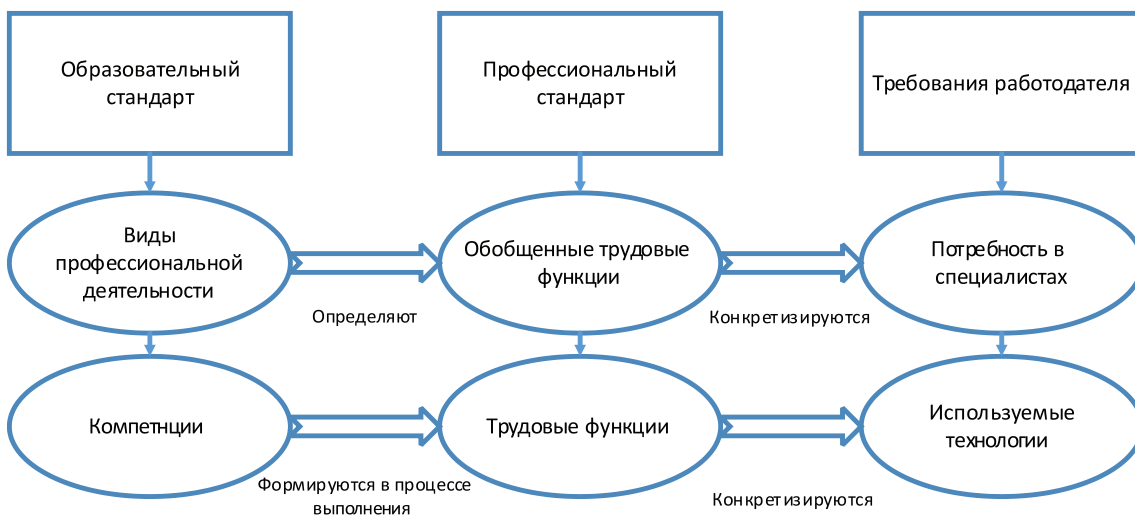 Образовательный
стандарт
Профессиональный
стандарт
Требования работодателя
Виды
профессиональной
деятельности
Обобщенные трудовые
функции
Потребность в
специалистах
Определяют
Конкретизируются
Компетнции
Трудовые функции
Используемые
технологии
Формируются в процессе
выполнения
Конкретизируются